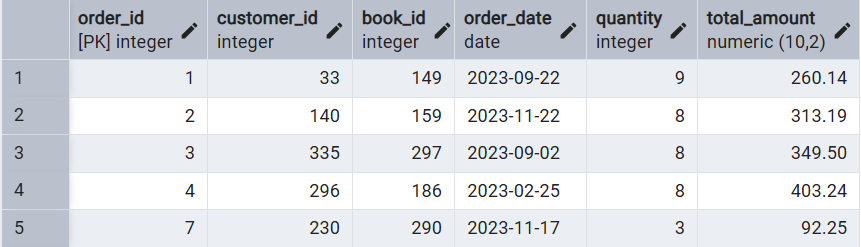 order_id customer_id book_id order_date quantity total_amount
[PK] integer integer integer date integer numeric (10,2)
1 1 33 149 2023-09-22 9 260.14
2 2 140 159 2023-11-22 8 313.19
3 3 335 297 2023-09-02 8 349.50
4 4 296 186 2023-02-25 8 403.24
5 7 230 290 2023-11-17 3 92.25